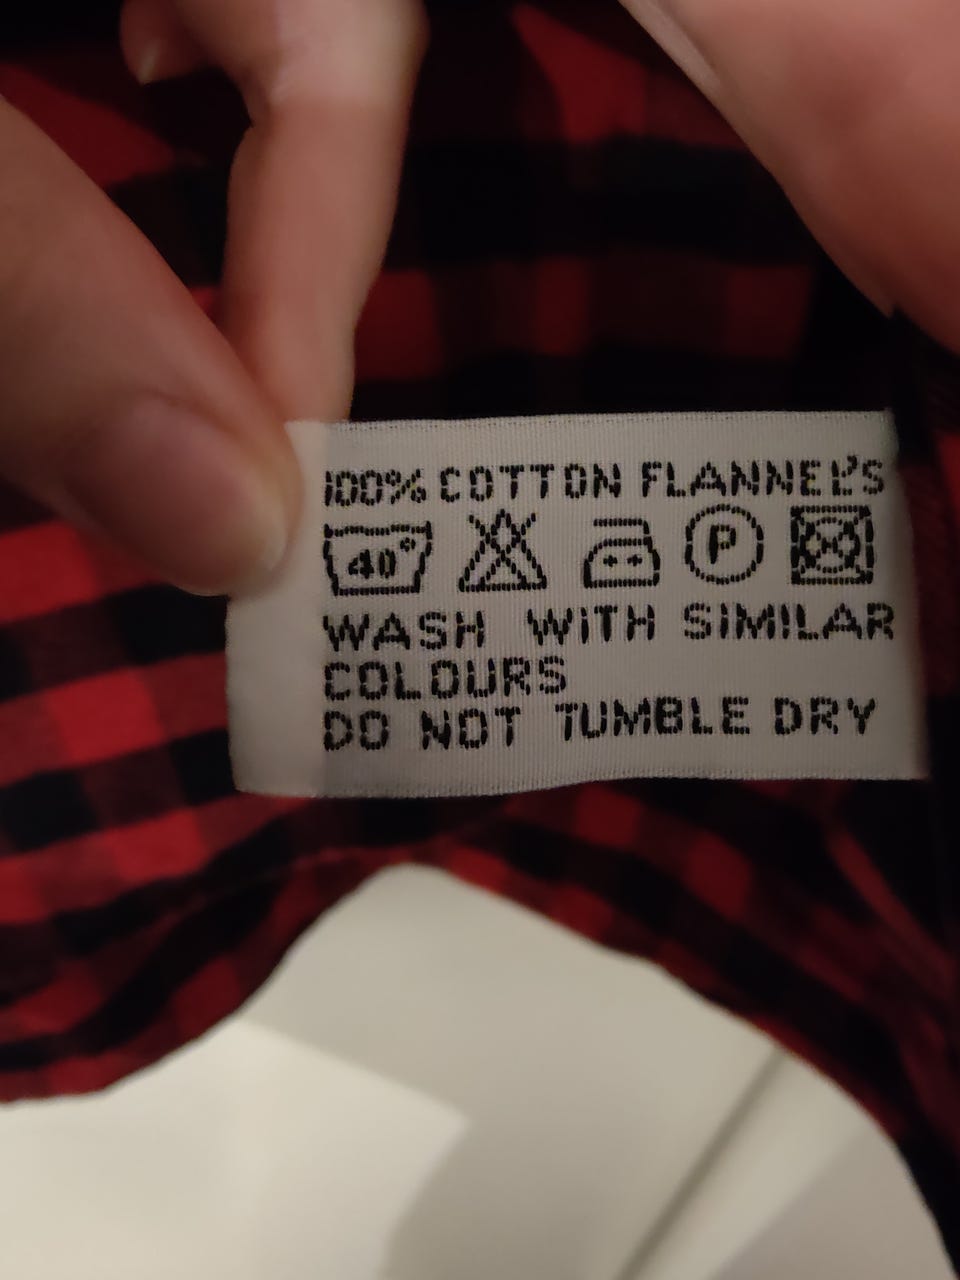 100% COTTON FLANNEL'S
40° P
WASH WITH SIMILAR
COLOURS
DO NOT TUMBLE DRY